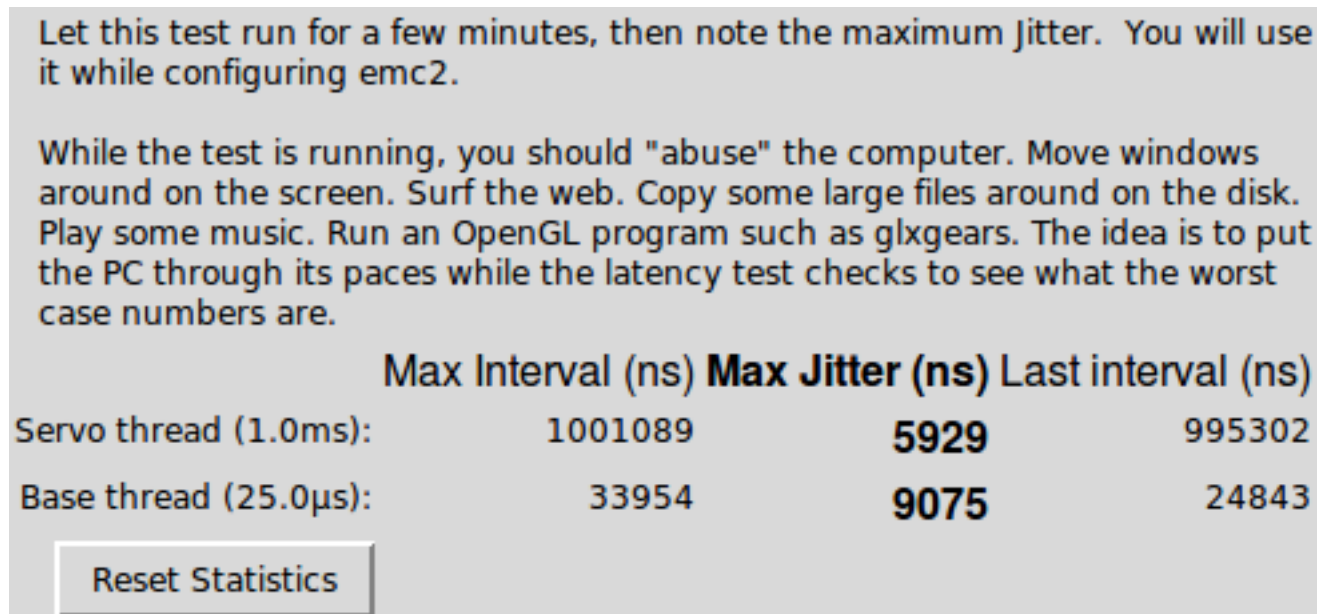 Let this test run for a few minutes, then note the maximum Jitter.  You will use
it while configuring emc2.
While the test is running, you should "abuse" the computer. Move windows
around on the screen. Surf the web. Copy some large files around on the disk.
Play some music. Run an OpenGL program such as glxgears. The idea is to put
the PC through its paces while the latency test checks to see what the worst
case numbers are.
Max Interval (ns) Max Jitter (ns) Last interval (ns)
Servo thread (1.0ms): 1001089 5929 995302
Base thread (25.0µs): 33954 9075 24843
Reset Statistics